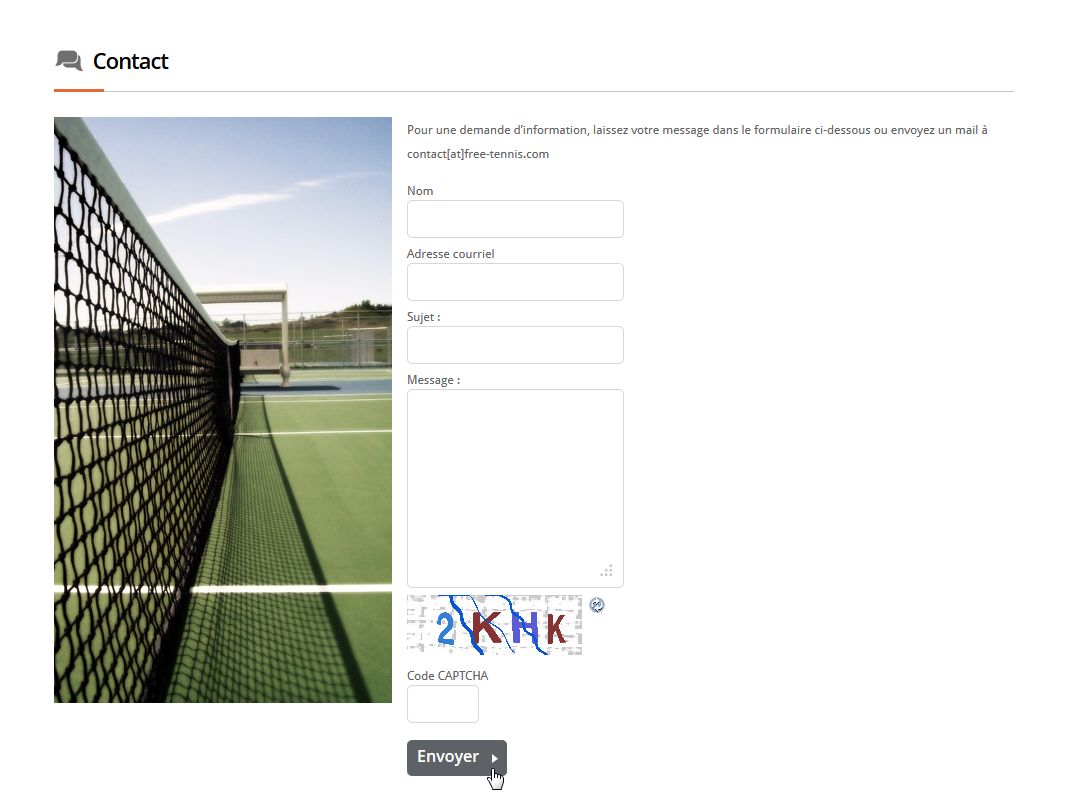 Contact
Pour une demande d’information, laissez votre message dans le formulaire ci-dessous ou envoyez un mail à
contact[at]free-tennis.com
Nom
Adresse courriel
Sujet :
Message :
2KHK
Code CAPTCHA
Envoyer